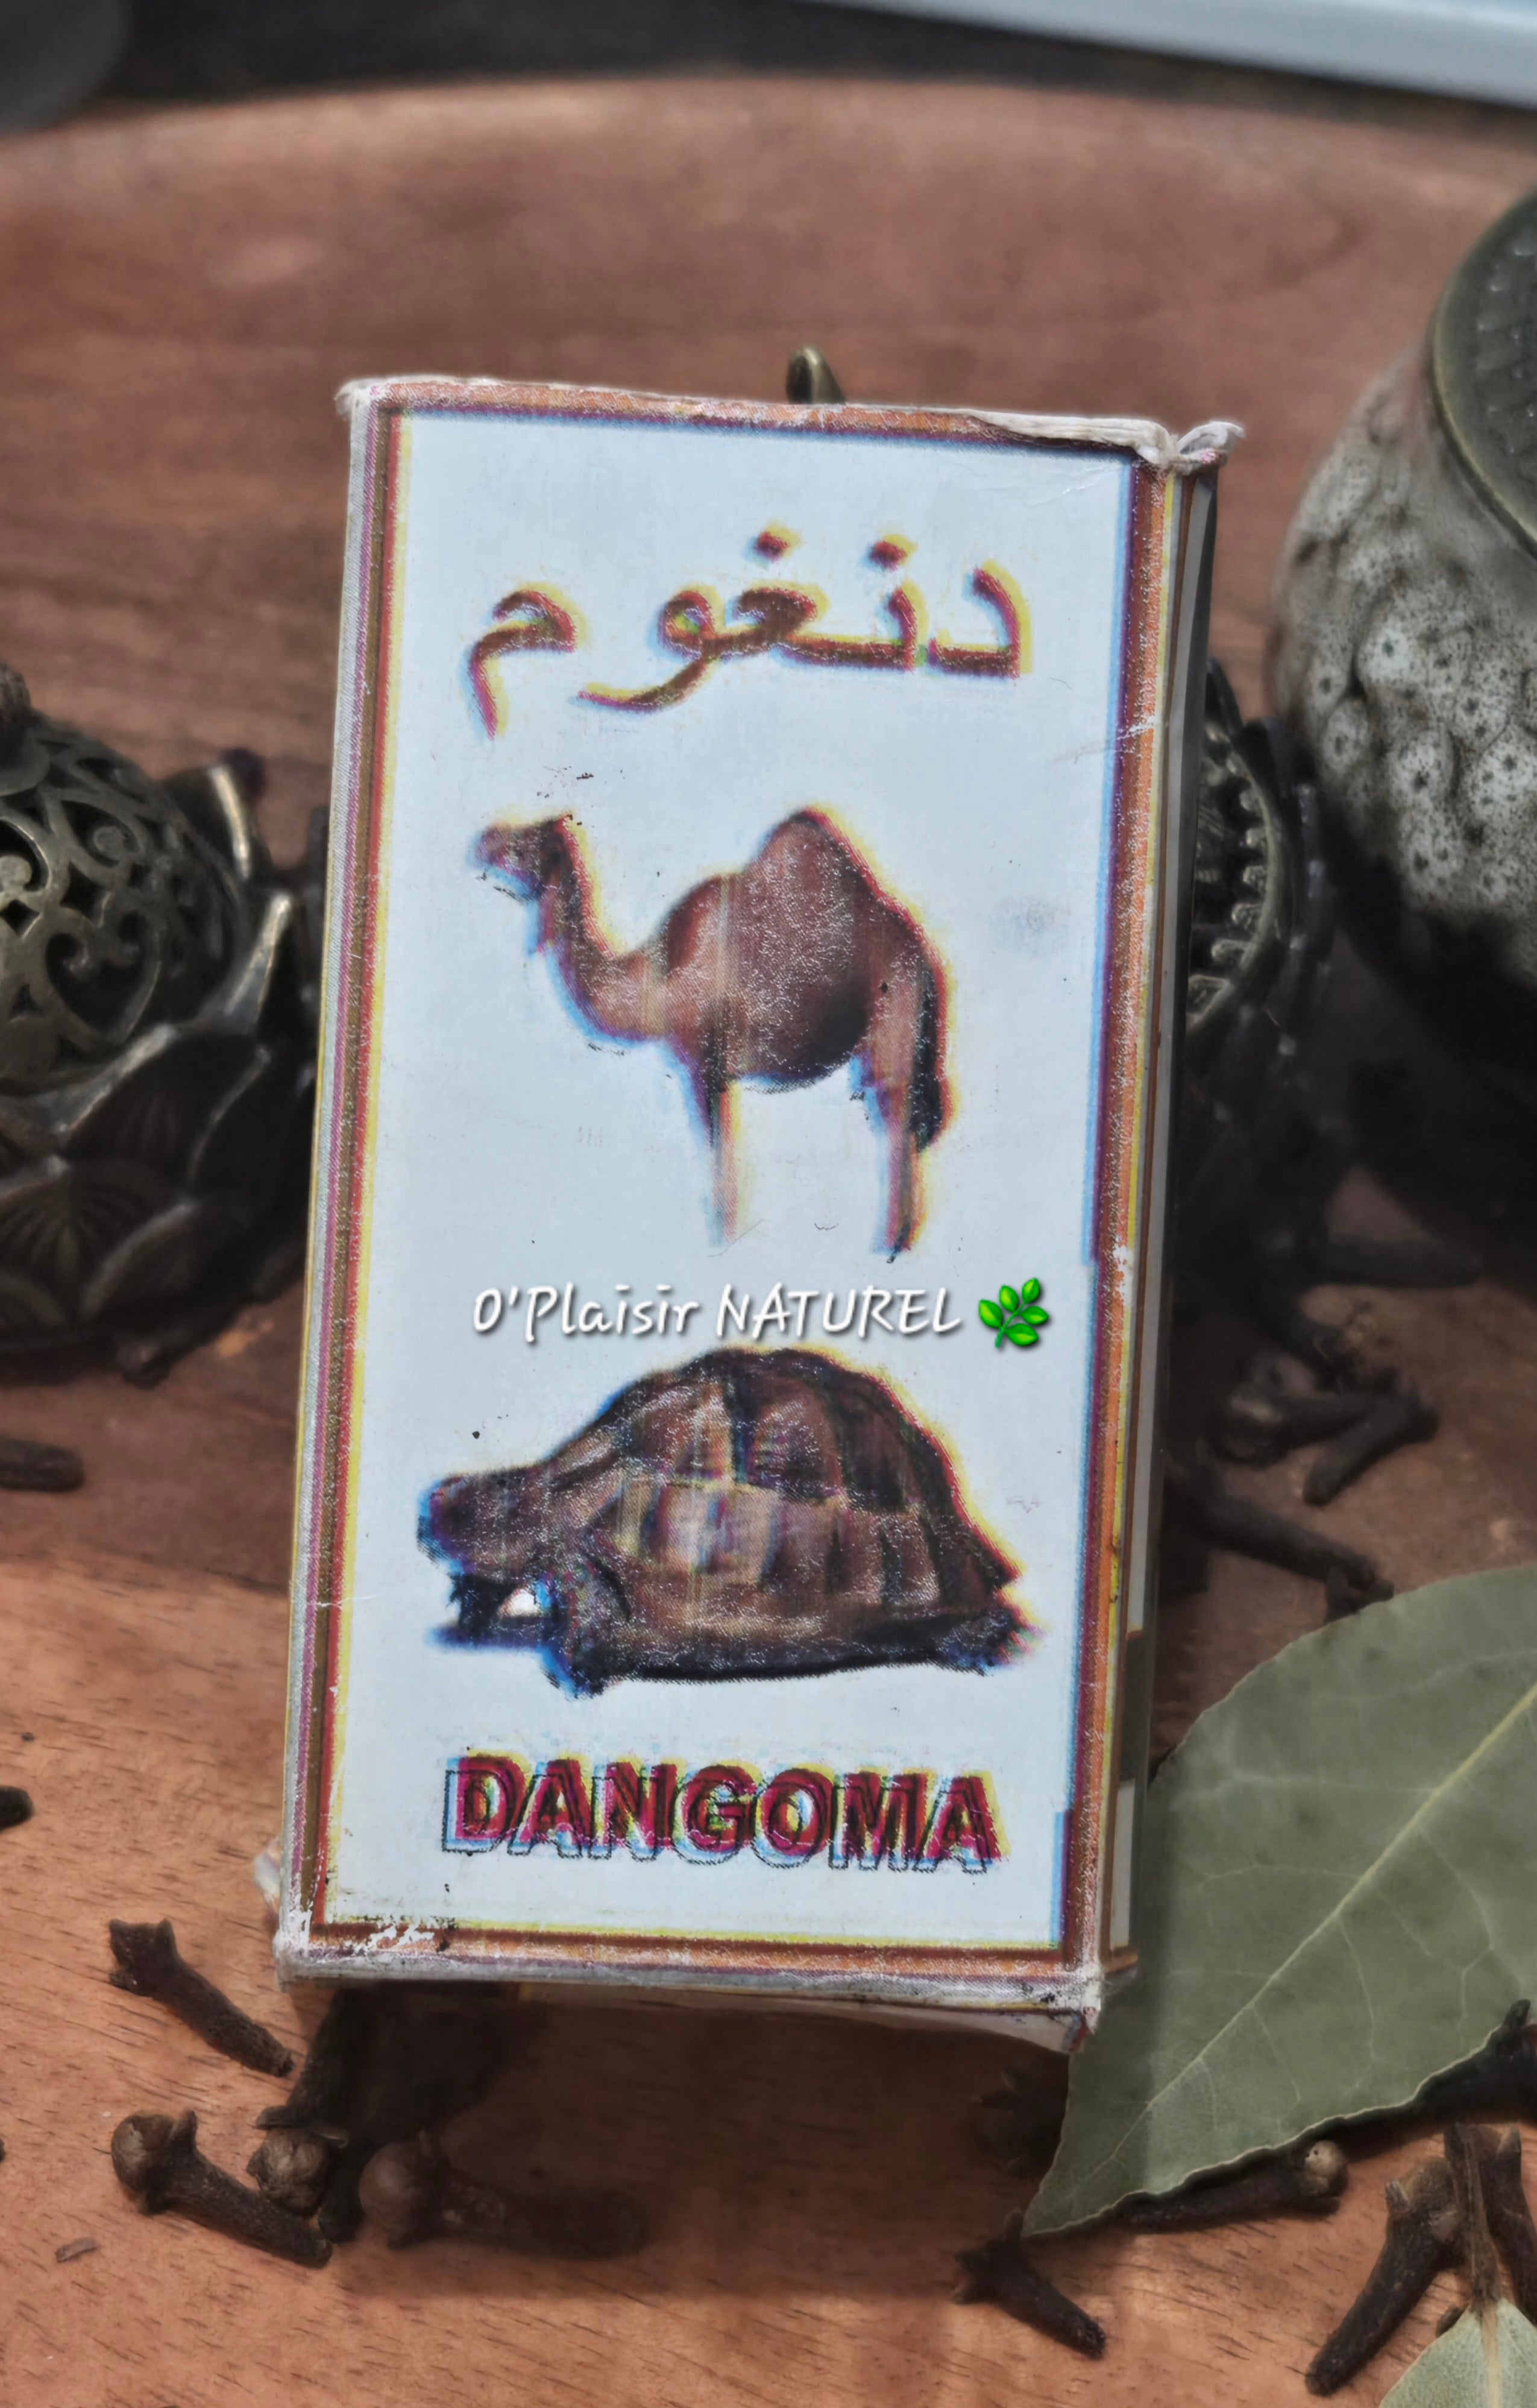 دنغوم
O'Plaisir NATUREL 🌿
DANGOMA